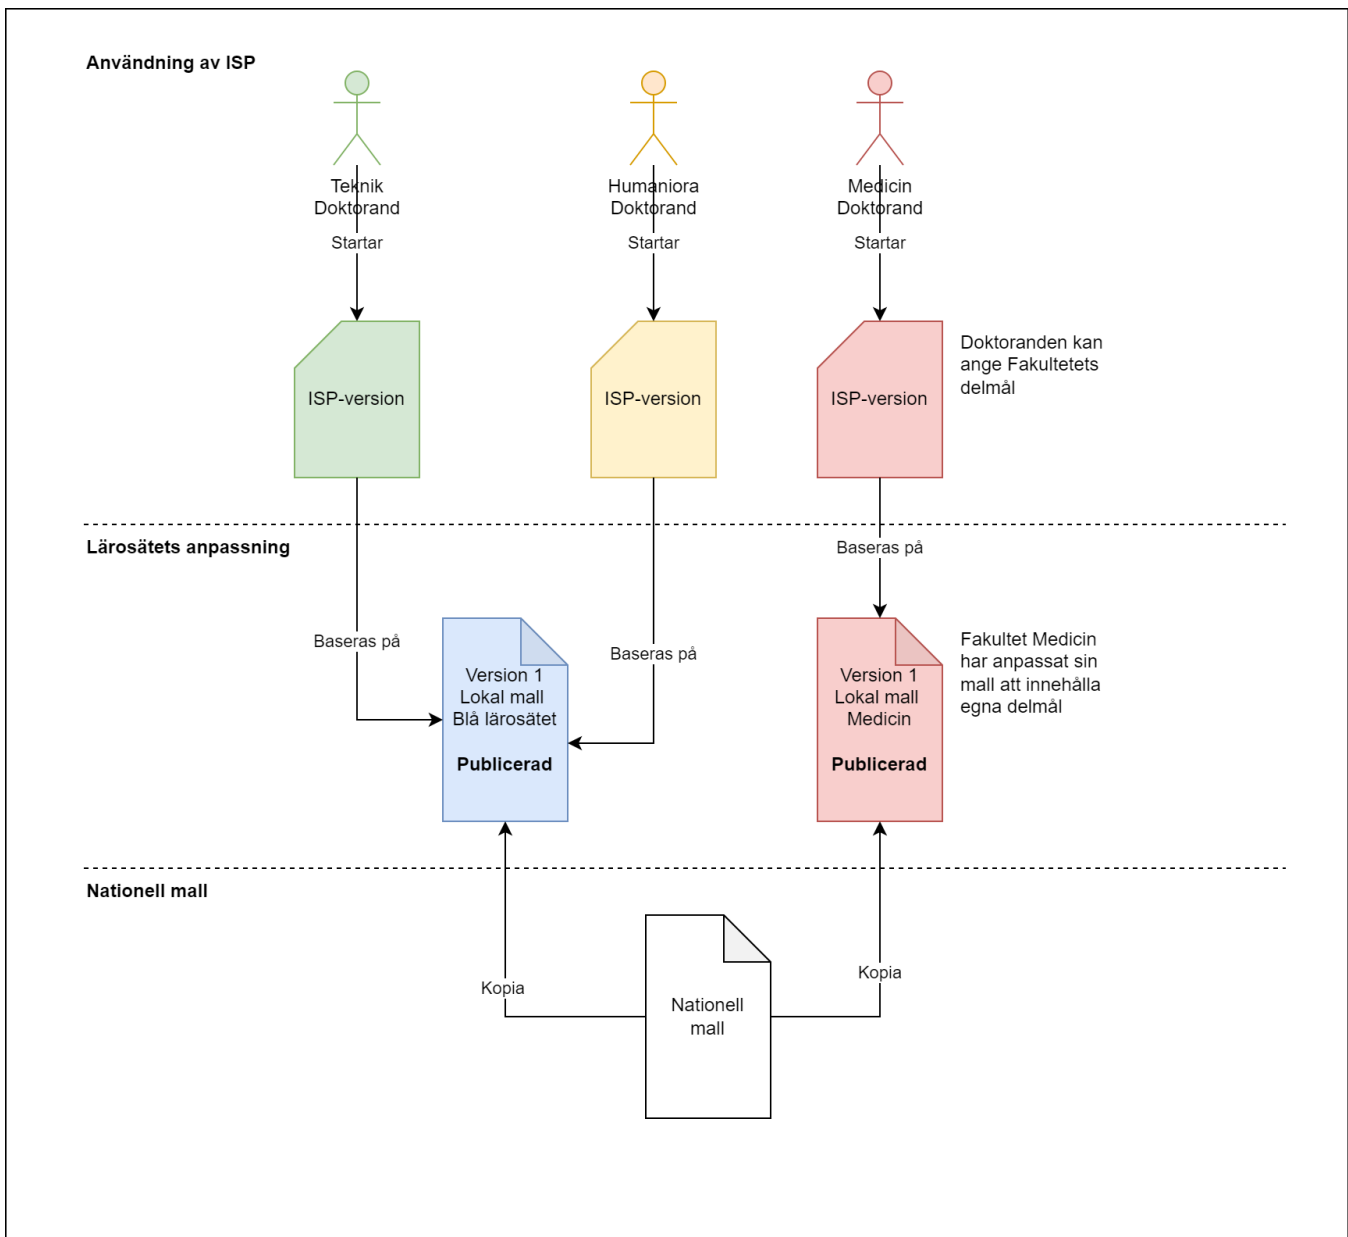 Användning av ISP
Teknik
Doktorand
Humaniora
Doktorand
Medicin
Doktorand
Startar
Startar
Startar
ISP-version
ISP-version
ISP-version
Doktoranden kan
ange Fakultetets
delmål
Lärosätets anpassning
Baseras på
Baseras på
Baseras på
Version 1
Lokal mall
Blå lärosätet
Publicerad
Version 1
Lokal mall
Medicin
Publicerad
Fakultet Medicin
har anpassat sin
mall att innehålla
egna delmål
Nationell mall
Kopia
Nationell
mall
Kopia